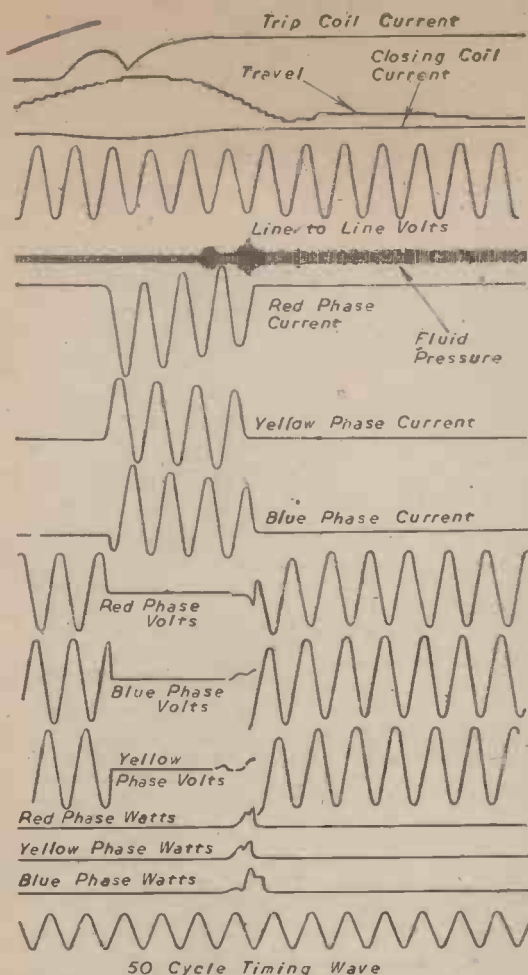 Trip Coil Current
Closing Coil
Current
Travel
Line to Line Volts
Red Phase
Current
Fluid
Pressure
Yellow Phase Current
Blue Phase Current
Red Phase
Volts
Blue Phase
Volts
Yellow
Phase Volts
Red Phase Watts
Yellow Phase Watts
Blue Phase Watts
50 Cycle Timing Wave